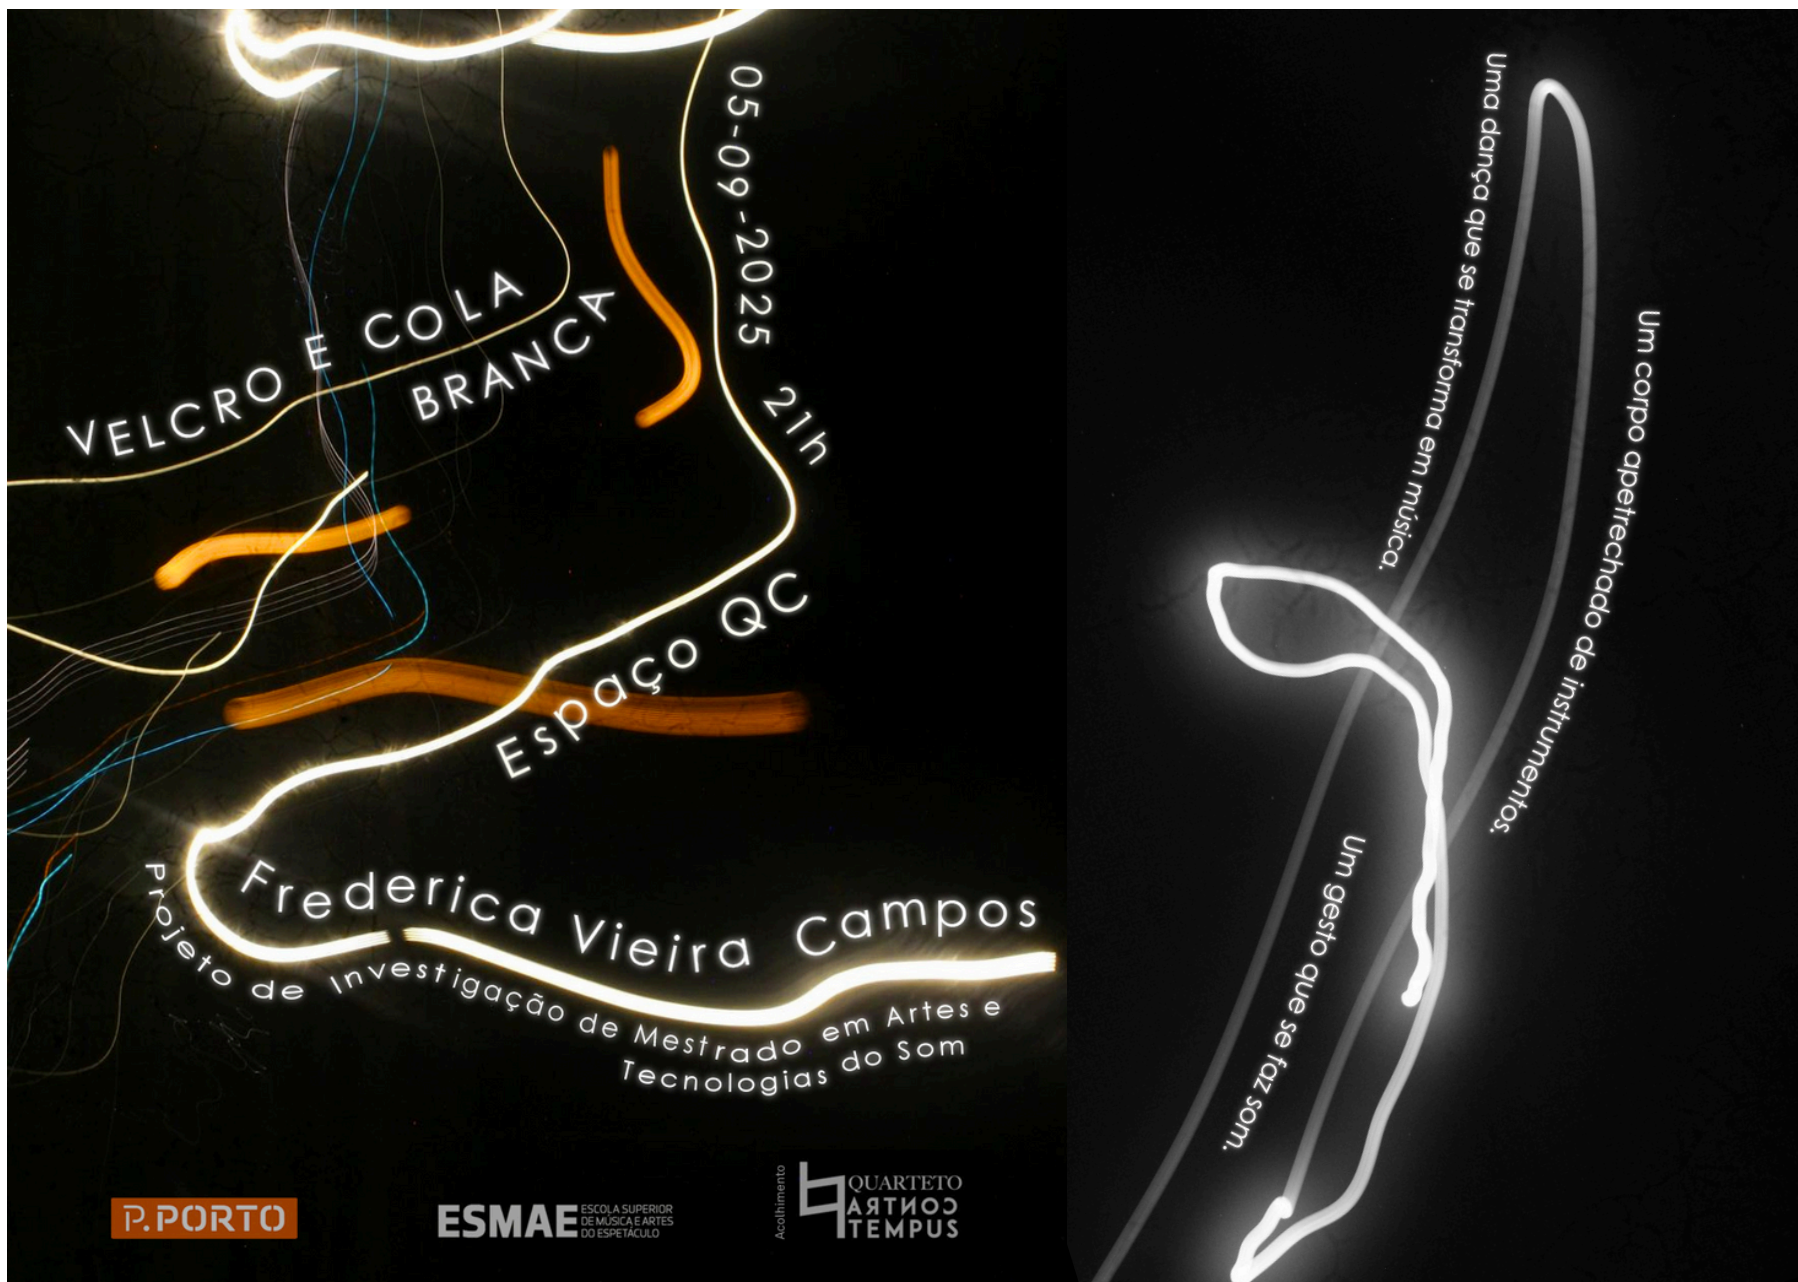 05-09-2025 21h
VELCRO E COLA
BRANCA
Espaço QC
Frederica Vieira Campos
Projeto de Investigação de Mestrado em Artes e
Tecnologias do Som
P.PORTO
ESMAE
ESCOLA SUPERIOR
DE MÚSICA E ARTES
DO ESPETÁCULO
Acolhimento
QUARTETO
CONTRA
TEMPUS
Uma dança que se transforma em música.
Um corpo apetrechado de instrumentos.
Um gesto que se faz som.